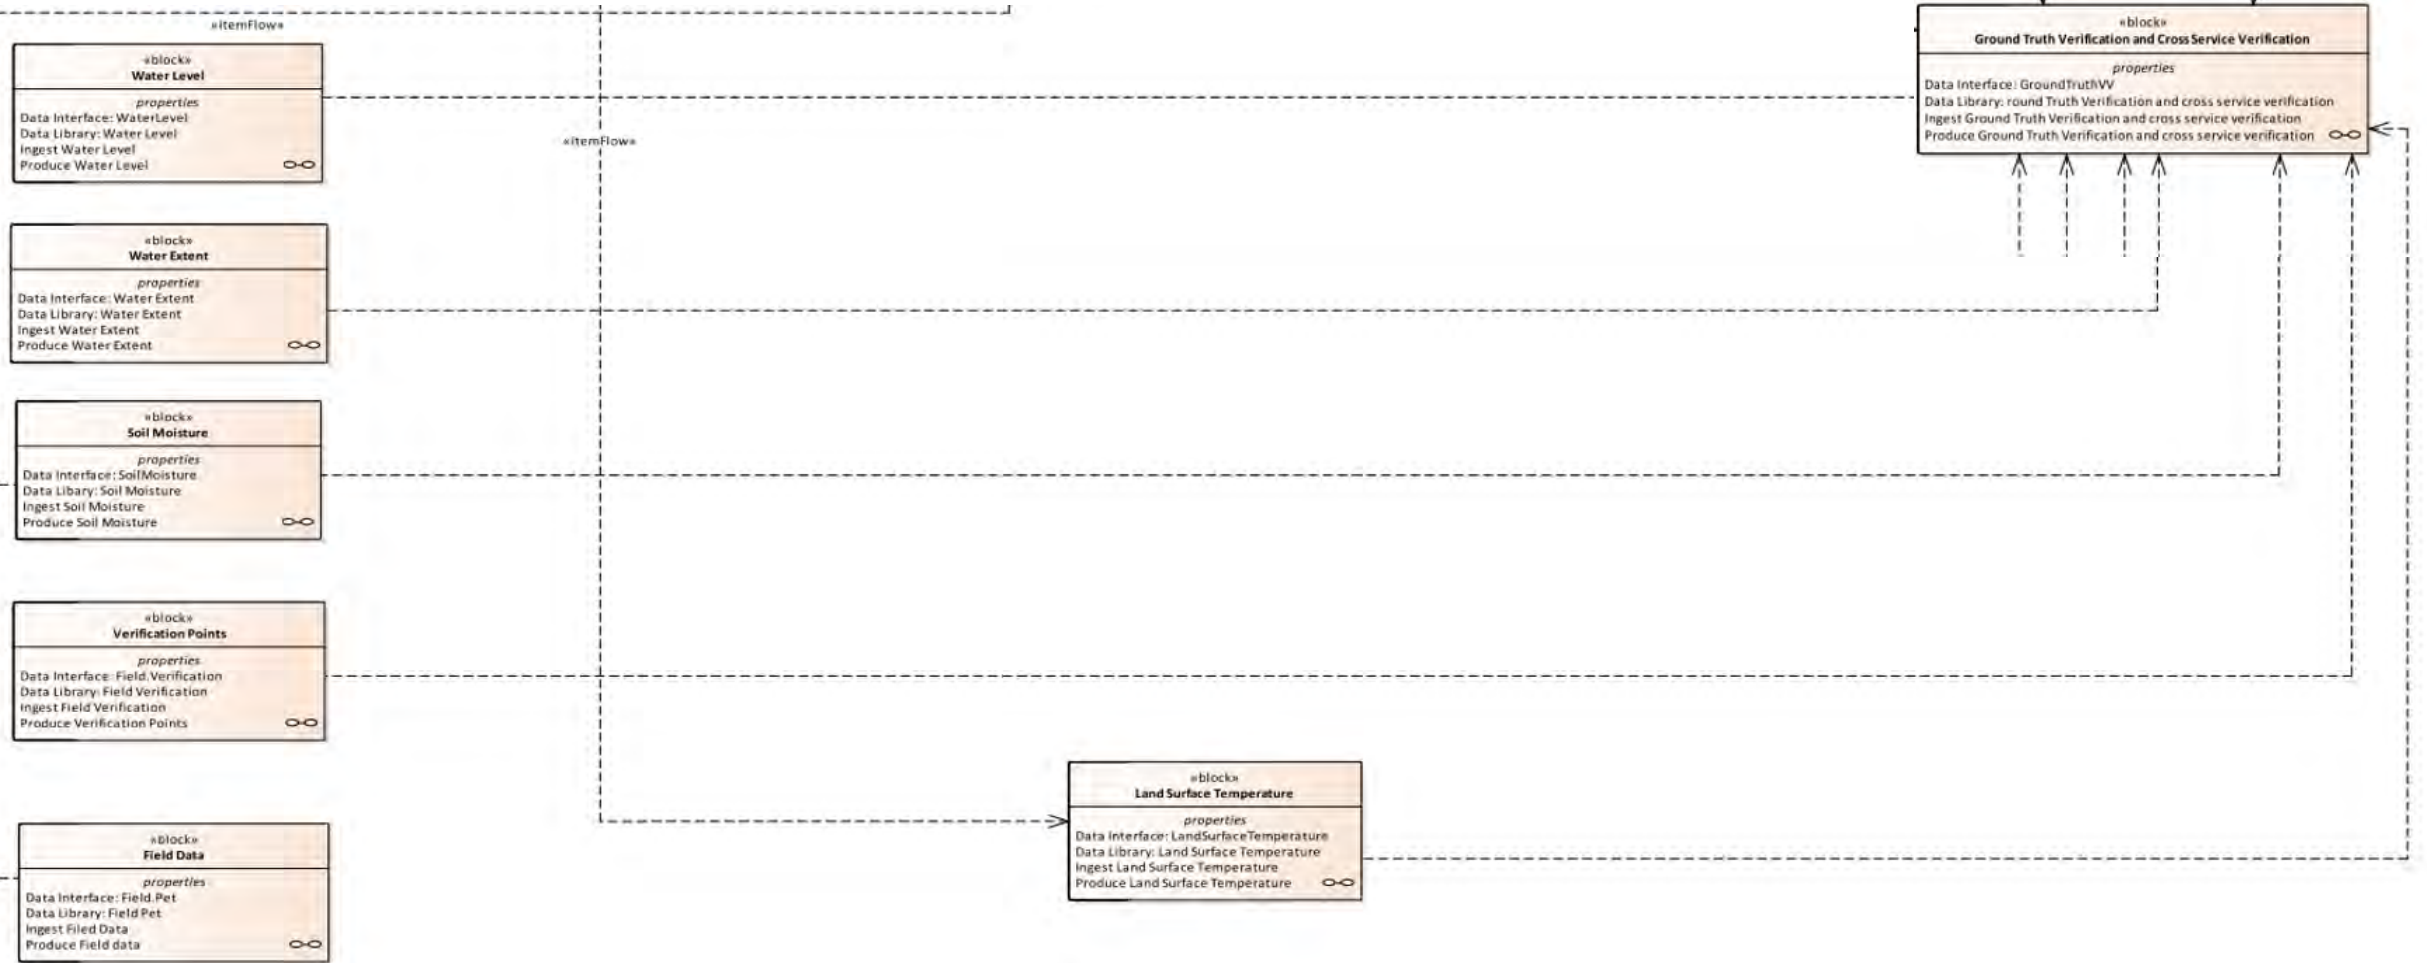 «itemFlow»
«block»
Water Level
properties
Data Interface: WaterLevel
Data Library: Water Level
Ingest Water Level
Produce Water Level
«itemFlow»
«block»
Ground Truth Verification and Cross Service Verification
properties
Data Interface: GroundTruthVV
Data Library: round Truth Verification and cross service verification
Ingest Ground Truth Verification and cross service verification
Produce Ground Truth Verification and cross service verification
«block»
Water Extent
properties
Data Interface: Water Extent
Data Library: Water Extent
Ingest Water Extent
Produce Water Extent
«block»
Soil Moisture
properties
Data Interface: SoilMoisture
Data Libary: Soil Moisture
Ingest Soil Moisture
Produce Soil Moisture
«block»
Verification Points
properties
Data Interface: Field.Verification
Data Library: Field Verification
Ingest Field Verification
Produce Verification Points
«block»
Land Surface Temperature
properties
Data Interface: LandSurfaceTemperature
Data Library: Land Surface Temperature
Ingest Land Surface Temperature
Produce Land Surface Temperature
«block»
Field Data
properties
Data Interface: Field.Pet
Data Library: Field Pet
Ingest Filed Data
Produce Field data